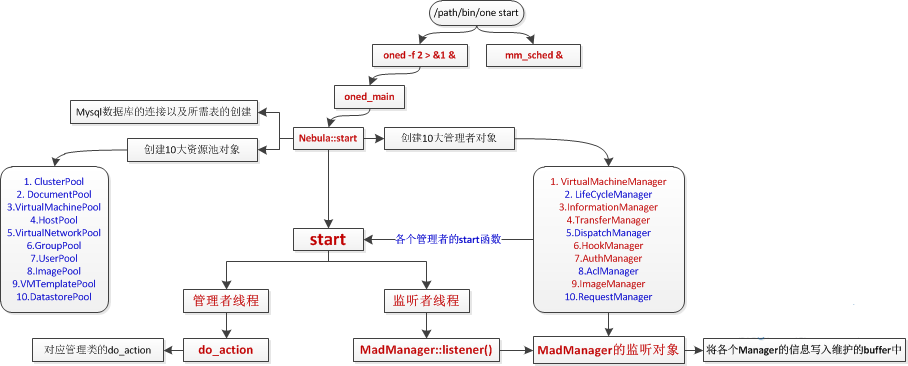 /path/bin/one start
oned -f 2 > &1 &
mm_sched &
oned_main
Mysql数据库的连接以及所需表的创建
Nebula::start
创建10大管理者对象
创建10大资源池对象
1. ClusterPool
2. DocumentPool
3.VirtualMachinePool
4.HostPool
5.VirtualNetworkPool
6.GroupPool
7.UserPool
8.ImagePool
9.VMTemplatePool
10.DatastorePool
1. VirtualMachineManager
2. LifeCycleManager
3.InformationManager
4.TransferManager
5.DispatchManager
6.HookManager
7.AuthManager
8.AclManager
9.ImageManager
10.RequestManager
start
各个管理者的start函数
管理者线程
监听者线程
对应管理类的do_action
do_action
MadManager::listener()
MadManager的监听对象
将各个Manager的信息写入维护的buffer中